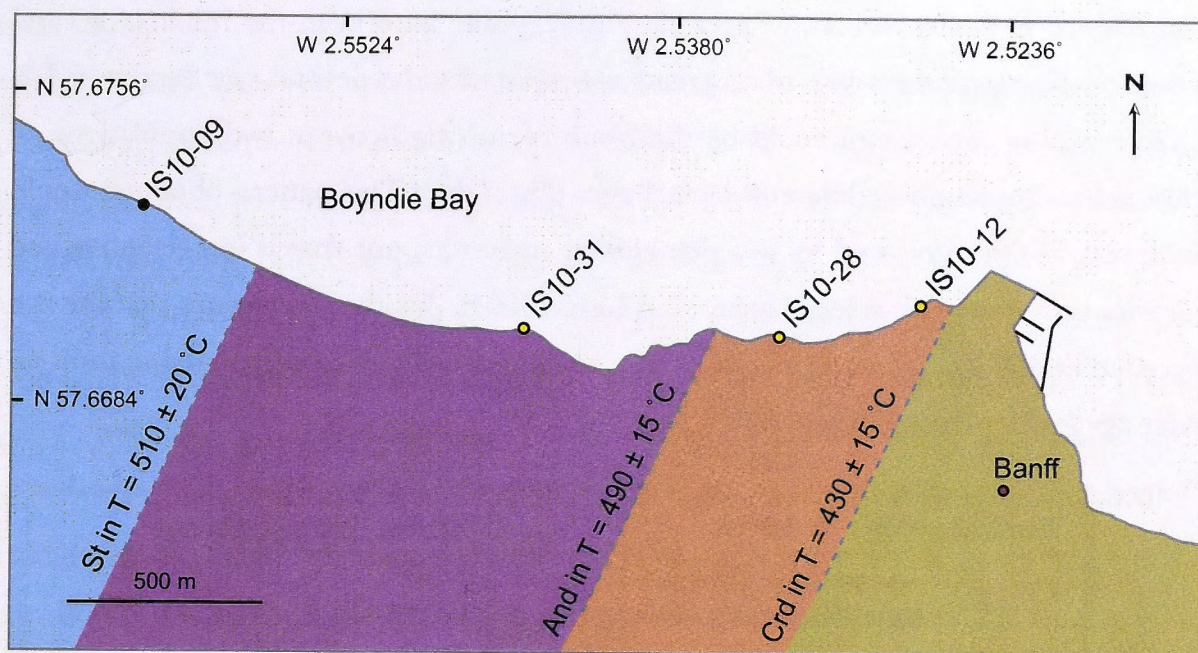 W 2.5524°
W 2.5380°
W 2.5236°
N 57.6756
N
IS10-09
Boyndie Bay
IS10-31
IS10-28
IS10-12
N 57.6684°
St in T = 510 ± 20 °C
And in T = 490 ± 15 °C
Crd in T = 430 ± 15 °C
Banff
500 m